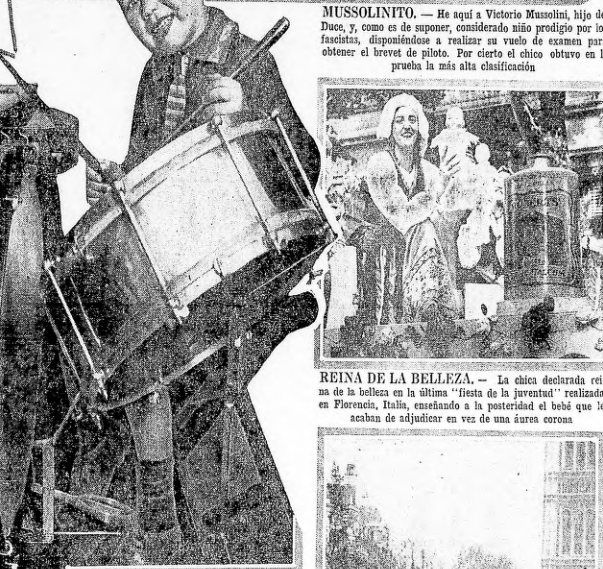 MUSSOLINITO. — He aquí a Victorio Mussolini, hijo de
Duce, y, como es de suponer, considerado niño prodigio por lo
fascistas, disponiéndose a realizar su vuelo de examen par
obtener el brevet de piloto. Por cierto el chico obtuvo en l
prueba la más alta clasificación
REINA DE LA BELLEZA. — La chica declarada rei-
na de la belleza en la última "fiesta de la juventud" realizada
en Florencia, Italia, enseñando a la posteridad el bebé que le
acaban de adjudicar en vez de una áurea corona